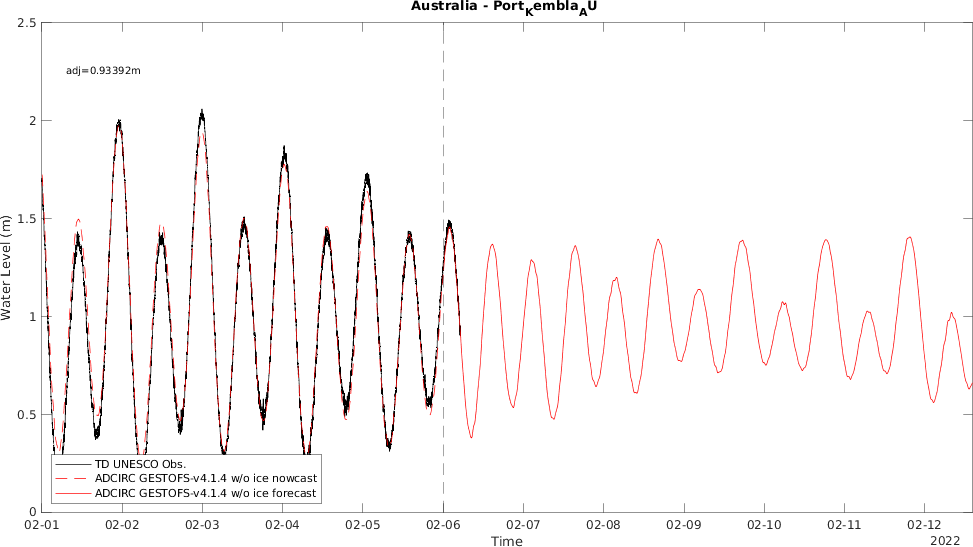 Australia - PortKemblaAU
2.5
adj=0.93392m
2
1.5
Water Level (m)
1
0.5
TD UNESCO Obs.
ADCIRC GESTOFS-v4.1.4 w/o ice nowcast
ADCIRC GESTOFS-v4.1.4 w/o ice forecast
0
02-01 02-02 02-03 02-04 02-05 02-06 02-07 02-08 02-09 02-10 02-11 02-12
Time
2022